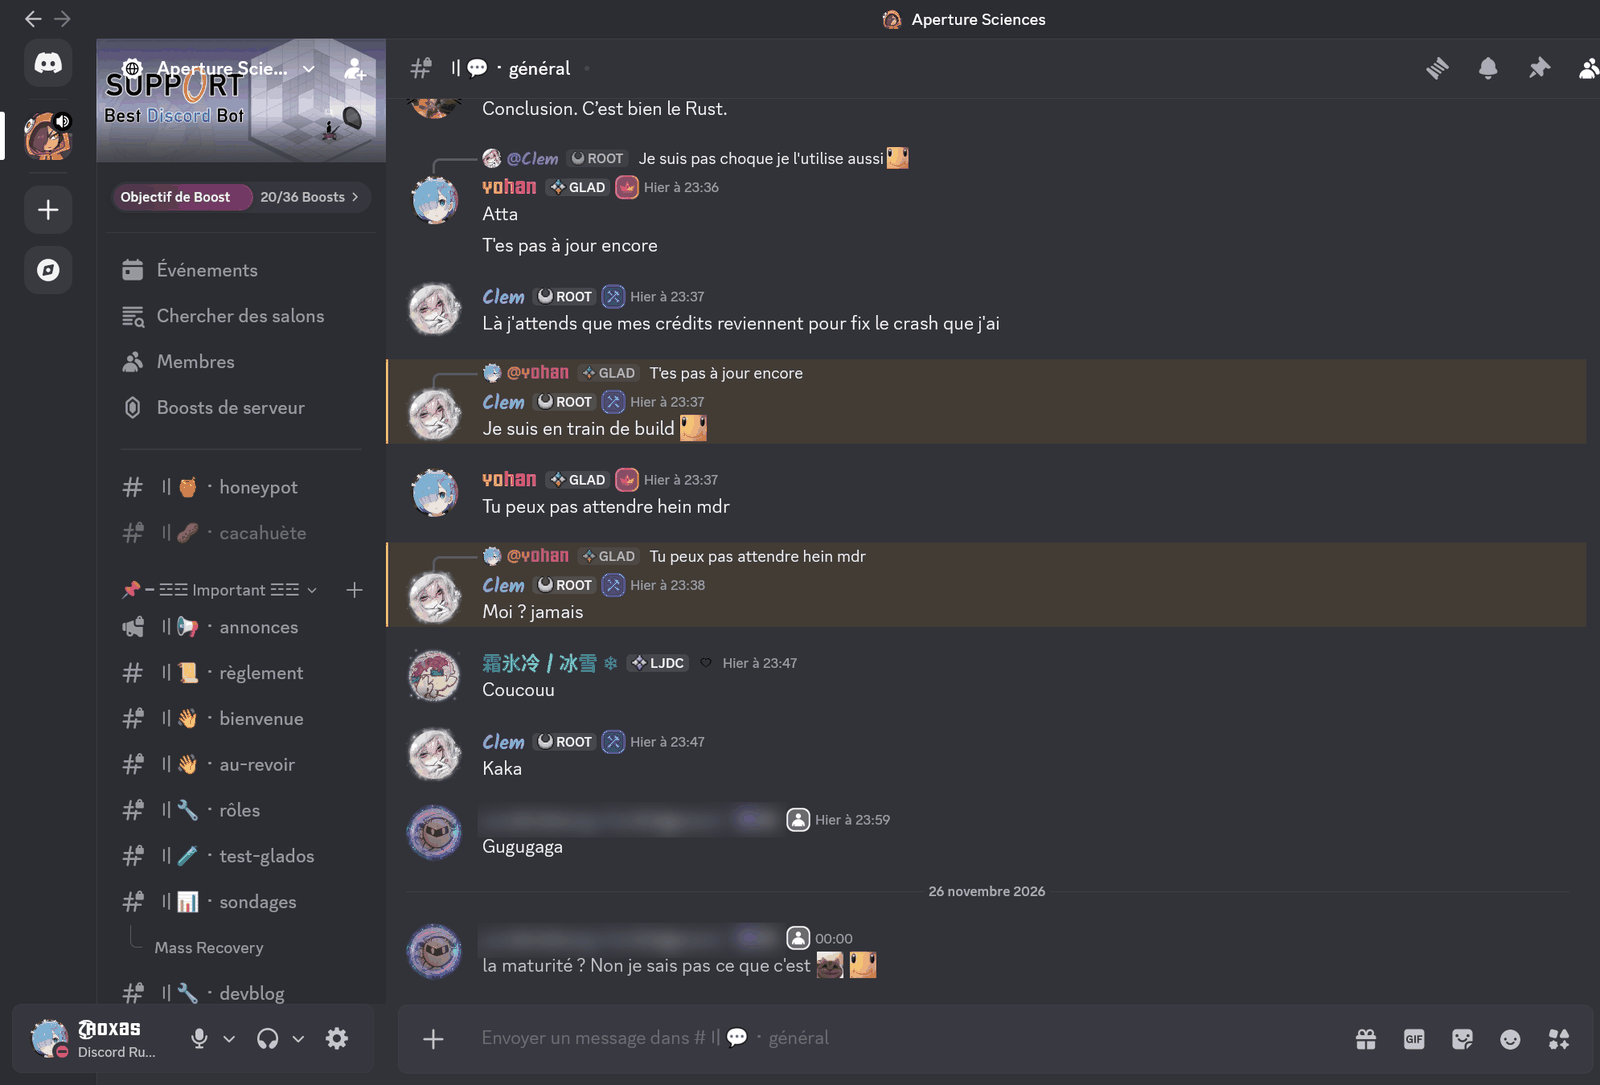 Aperture Sciences
Aperture Scie...
SUPPORT
Best Discord Bot
Objectif de Boost
20/36 Boosts
Événements
Chercher des salons
Membres
Boosts de serveur
honeypot
cacahuète
Important
annonces
règlement
bienvenue
au-revoir
rôles
test-glados
sondages
Mass Recovery
devblog
Discord Ru...
général
Conclusion. C’est bien le Rust.
@Clem ROOT Je suis pas choque je l'utilise aussi
yohan GLAD Hier à 23:36
Atta
T'es pas à jour encore
Clem ROOT Hier à 23:37
Là j'attends que mes crédits reviennent pour fix le crash que j'ai
@yohan GLAD T'es pas à jour encore
Clem ROOT Hier à 23:37
Je suis en train de build
yohan GLAD Hier à 23:37
Tu peux pas attendre hein mdr
@yohan GLAD Tu peux pas attendre hein mdr
Clem ROOT Hier à 23:38
Moi ? jamais
霜氷冷 / 冰雪 LJDC Hier à 23:47
Coucouu
Clem ROOT Hier à 23:47
Kaka
Hier à 23:59
Gugugaga
26 novembre 2026
00:00
la maturité ? Non je sais pas ce que c'est
Envoyer un message dans # général
GIF